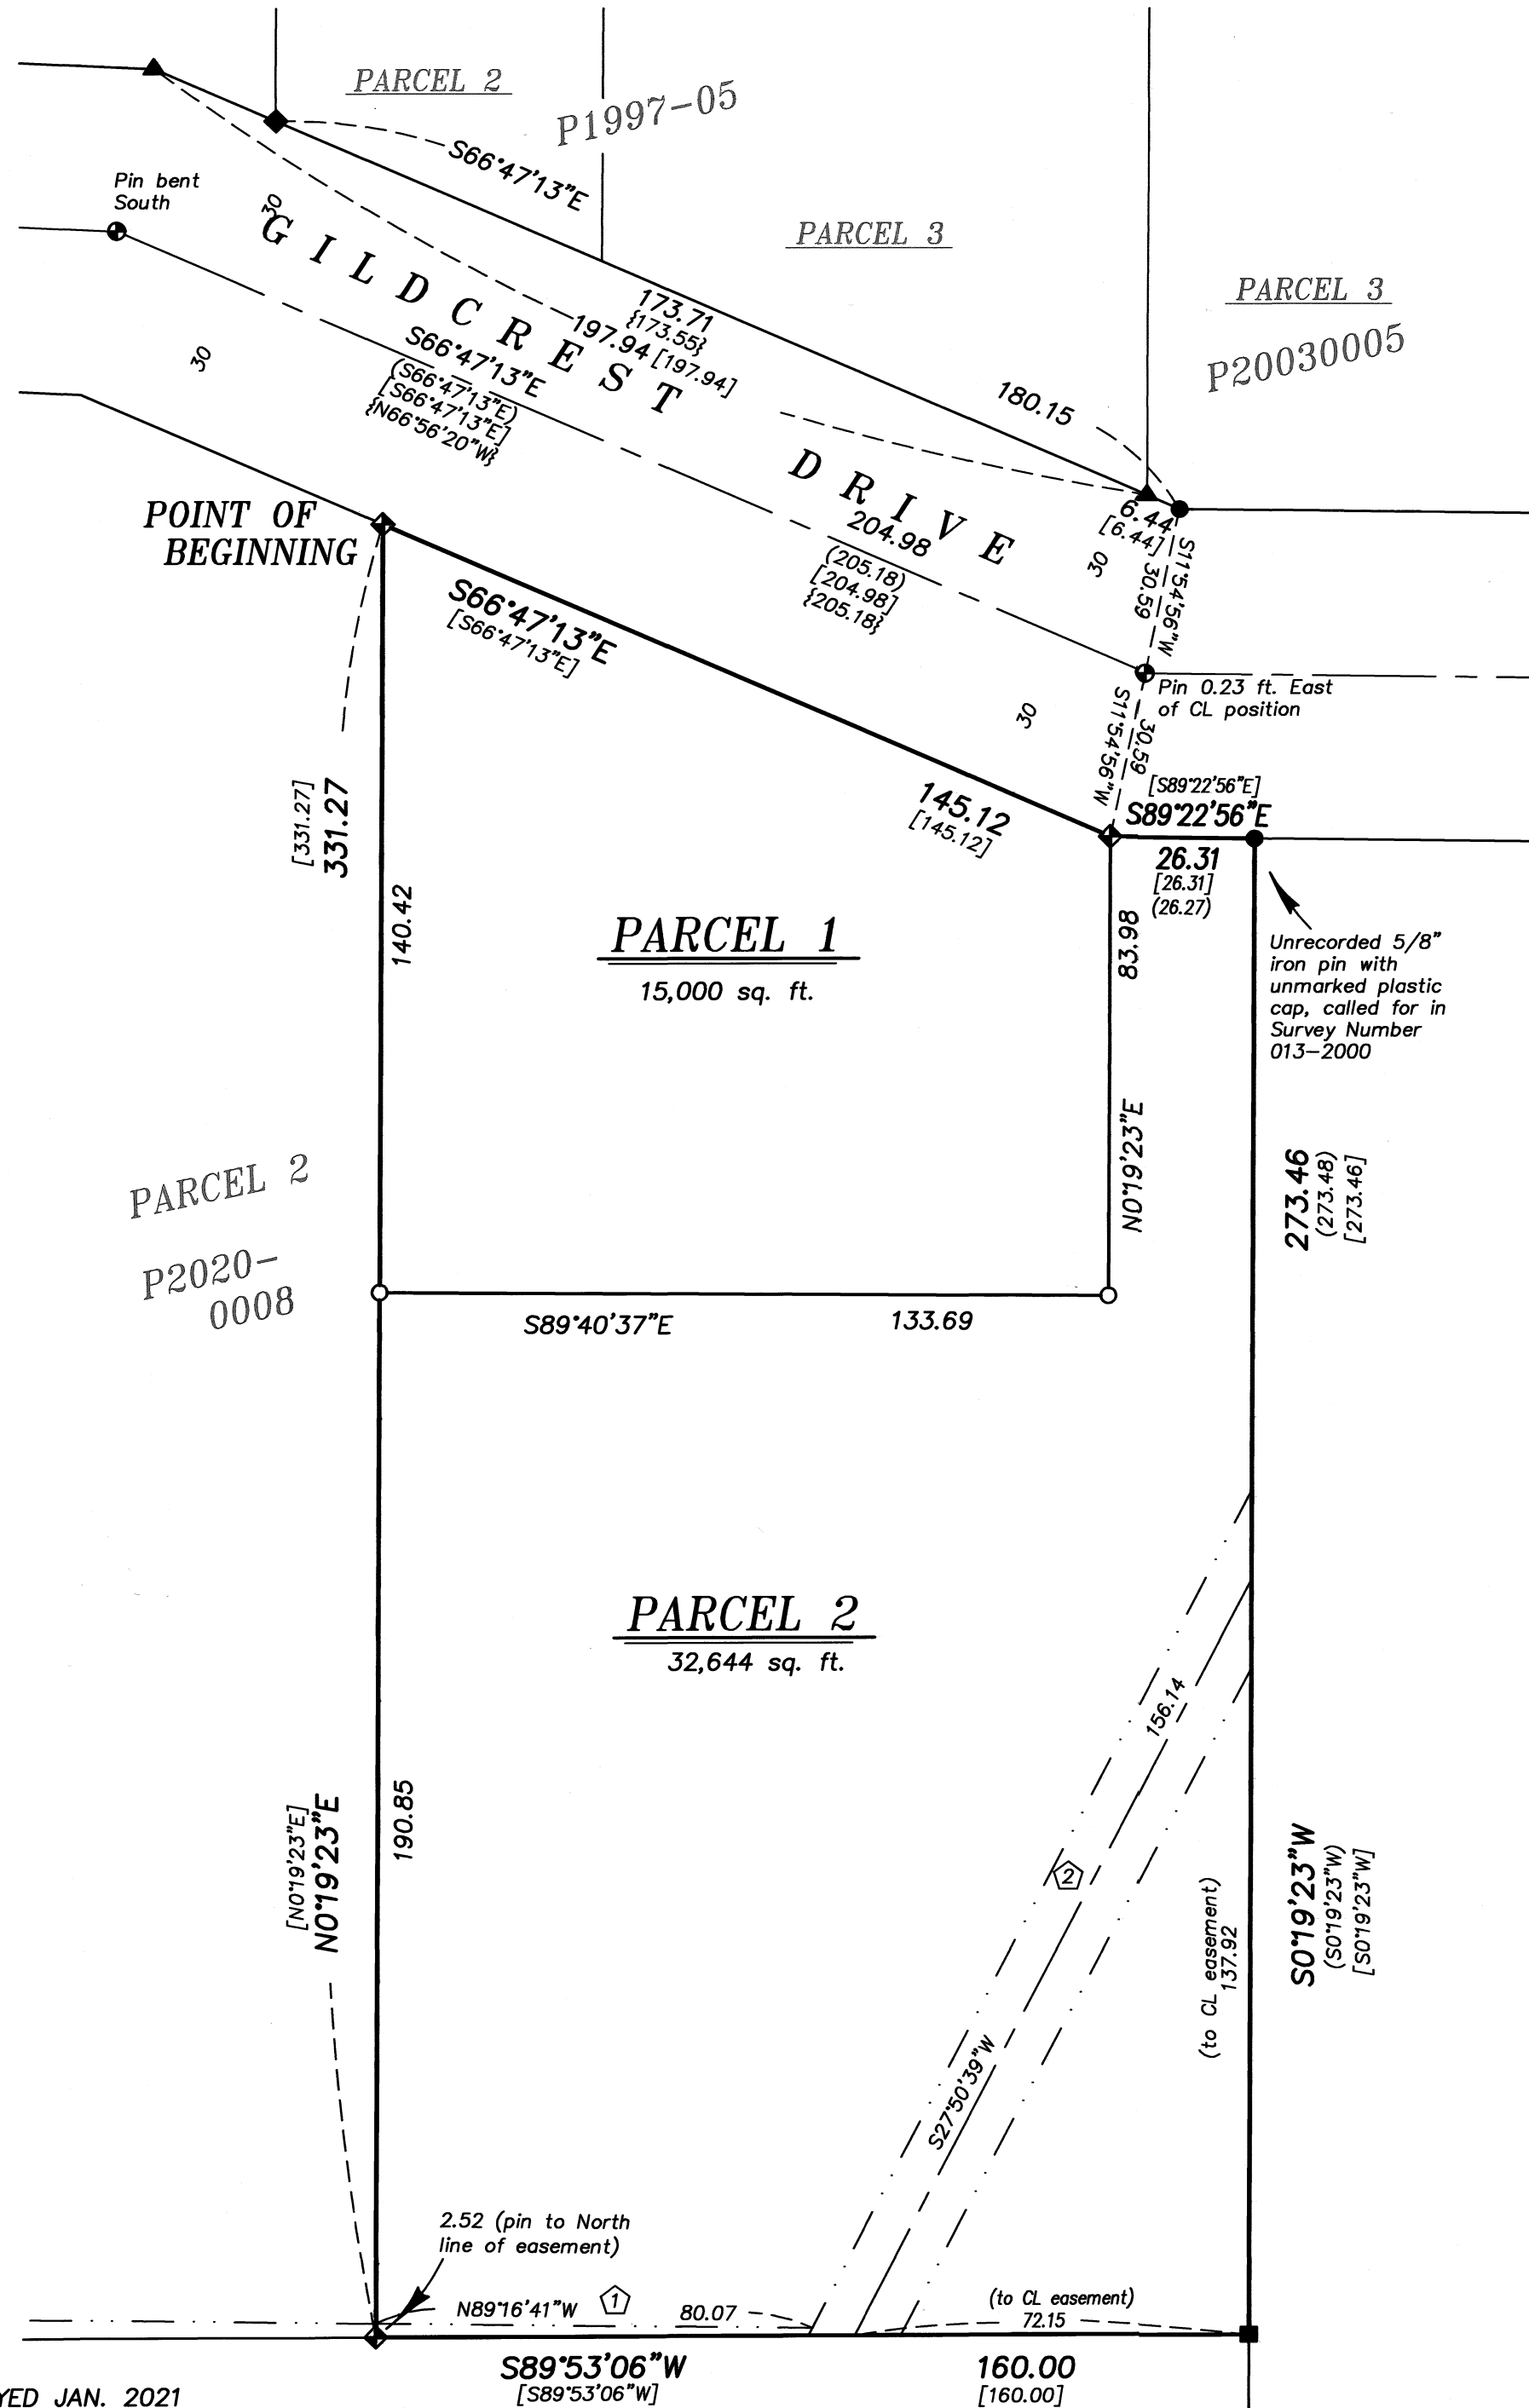 PARCEL 2
P1997-05
S66°47'13"E
Pin bent
South
30
GILDCREST
DRIVE
PARCEL 3
PARCEL 3
P20030005
173.71
{173.55}
197.94 [197.94]
S66°47'13"E
(S66°47'13"E)
[S66°47'13"E]
{N66°56'20"W}
30
180.15
POINT OF
BEGINNING
204.98
(205.18)
[204.98]
{205.18}
6.44
[6.44]
30
S11°54'56"W
30.59
S66°47'13"E
[S66°47'13"E]
Pin 0.23 ft. East
of CL position
30
S11°54'56"W
30.59
[331.27]
331.27
145.12
[145.12]
[S89°22'56"E]
S89°22'56"E
26.31
[26.31]
(26.27)
140.42
PARCEL 1
15,000 sq. ft.
83.98
N0°19'23"E
Unrecorded 5/8"
iron pin with
unmarked plastic
cap, called for in
Survey Number
013-2000
PARCEL 2
P2020-
0008
273.46
(273.48)
[273.46]
S89°40'37"E
133.69
PARCEL 2
32,644 sq. ft.
156.14
190.85
[N0°19'23"E]
N0°19'23"E
2
(to CL easement)
137.92
S0°19'23"W
(S0°19'23"W)
[S0°19'23"W]
S27°50'39"W
2.52 (pin to North
line of easement)
N89°16'41"W
1
80.07
(to CL easement)
72.15
S89°53'06"W
[S89°53'06"W]
160.00
[160.00]
YED JAN. 2021